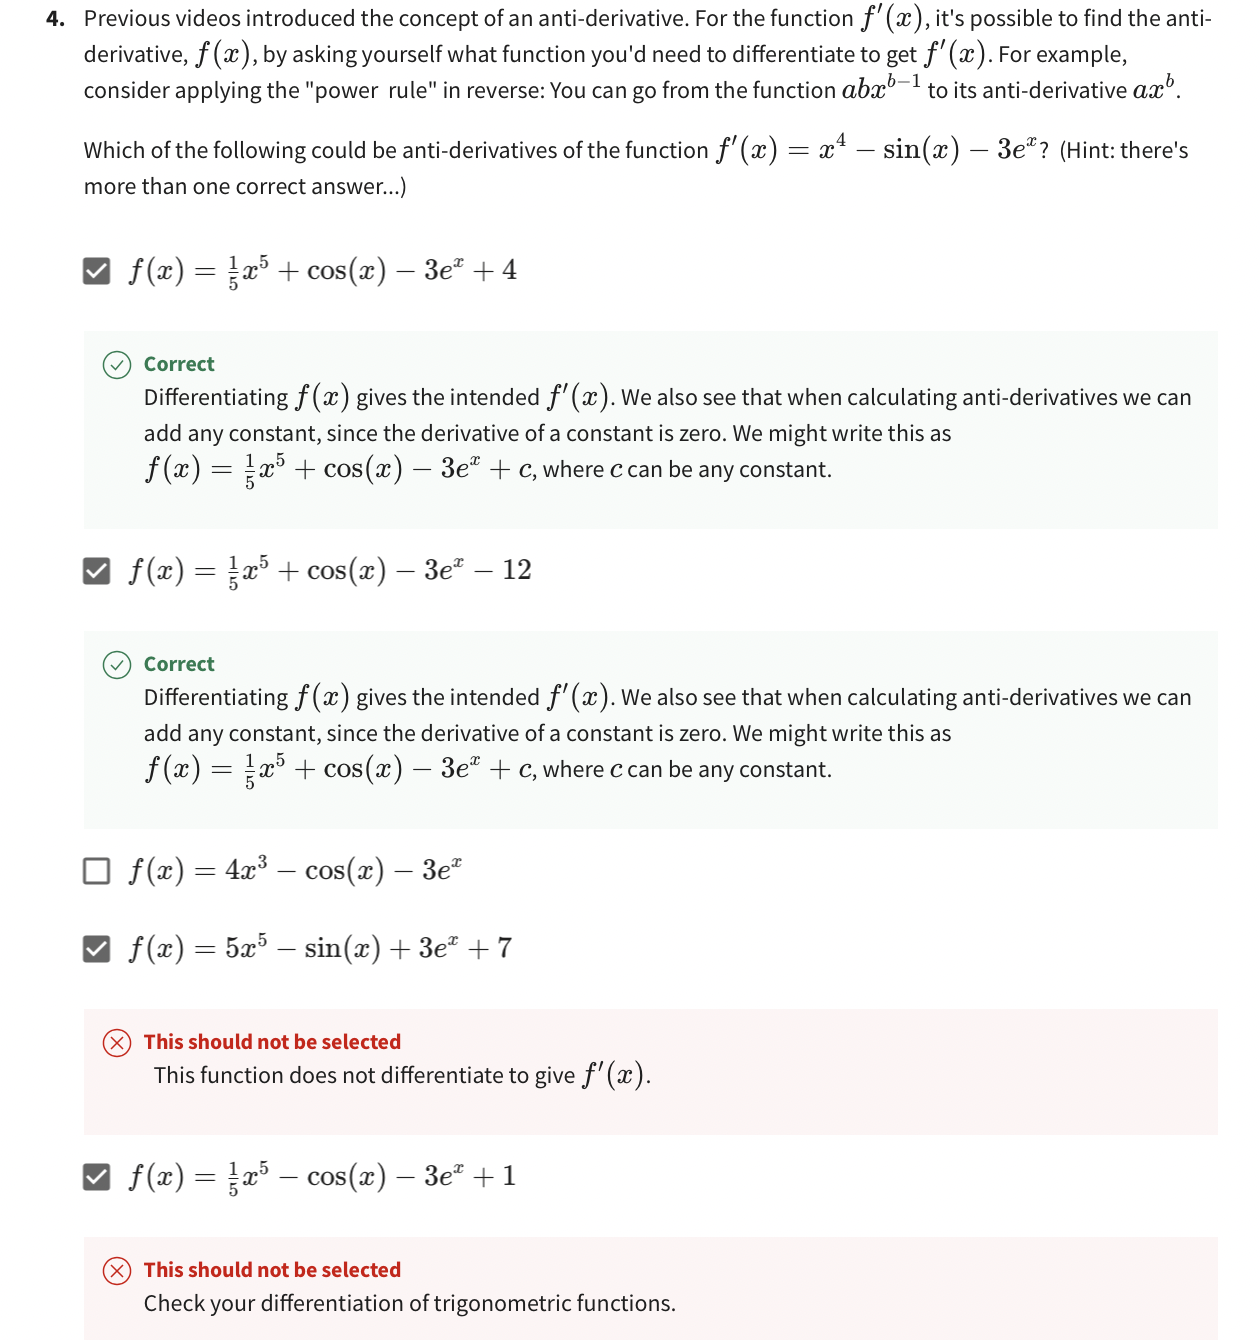 4. Previous videos introduced the concept of an anti-derivative. For the function f′(x), it's possible to find the anti-
derivative, f(x), by asking yourself what function you'd need to differentiate to get f′(x). For example,
consider applying the "power rule" in reverse: You can go from the function abx^{b−1} to its anti-derivative ax^b.
Which of the following could be anti-derivatives of the function f′(x) = x^4 − sin(x) − 3e^x? (Hint: there's
more than one correct answer...)
f(x) = \frac{1}{5}x^5 + cos(x) − 3e^x + 4
Correct
Differentiating f(x) gives the intended f′(x). We also see that when calculating anti-derivatives we can
add any constant, since the derivative of a constant is zero. We might write this as
f(x) = \frac{1}{5}x^5 + cos(x) − 3e^x + c, where c can be any constant.
f(x) = \frac{1}{5}x^5 + cos(x) − 3e^x − 12
Correct
Differentiating f(x) gives the intended f′(x). We also see that when calculating anti-derivatives we can
add any constant, since the derivative of a constant is zero. We might write this as
f(x) = \frac{1}{5}x^5 + cos(x) − 3e^x + c, where c can be any constant.
f(x) = 4x^3 − cos(x) − 3e^x
f(x) = 5x^5 − sin(x) + 3e^x + 7
This should not be selected
This function does not differentiate to give f′(x).
f(x) = \frac{1}{5}x^5 − cos(x) − 3e^x + 1
This should not be selected
Check your differentiation of trigonometric functions.